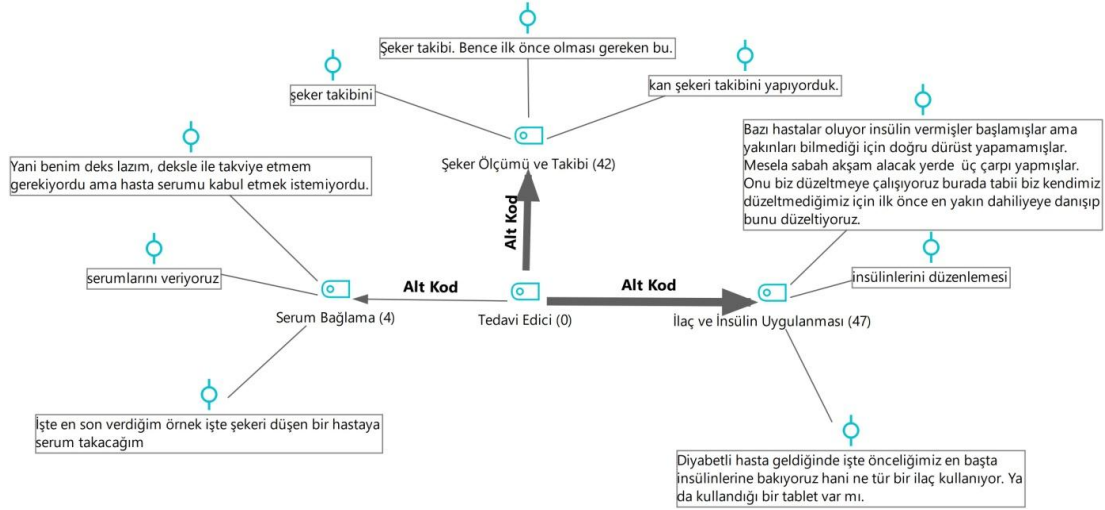 Şeker takibi. Bence ilk önce olması gereken bu.
şeker takibini
kan şekeri takibini yapıyorduk.
Şeker Ölçümü ve Takibi (42)
Bazı hastalar oluyor insülin vermişler başlamışlar ama
yakınları bilmediği için doğru dürüst yapamamışlar.
Mesela sabah akşam alacak yerde üç çarpı yapmışlar.
Onu biz düzeltmeye çalışıyoruz burada tabii biz kendimiz
düzeltmediğimiz için ilk önce en yakın dahiliyeye danışıp
bunu düzeltiyoruz.
Yani benim deks lazım, deksle ile takviye etmem
gerekiyordu ama hasta serumu kabul etmek istemiyordu.
Alt Kod
serumlarını veriyoruz
insülinlerini düzenlemesi
Alt Kod
Alt Kod
Serum Bağlama (4)
Tedavi Edici (0)
İlaç ve İnsülin Uygulanması (47)
İşte en son verdiğim örnek işte şekeri düşen bir hastaya
serum takacağım
Diyabetli hasta geldiğinde işte önceliğimiz en başta
insülinlerine bakıyoruz hani ne tür bir ilaç kullanıyor. Ya
da kullandığı bir tablet var mı.